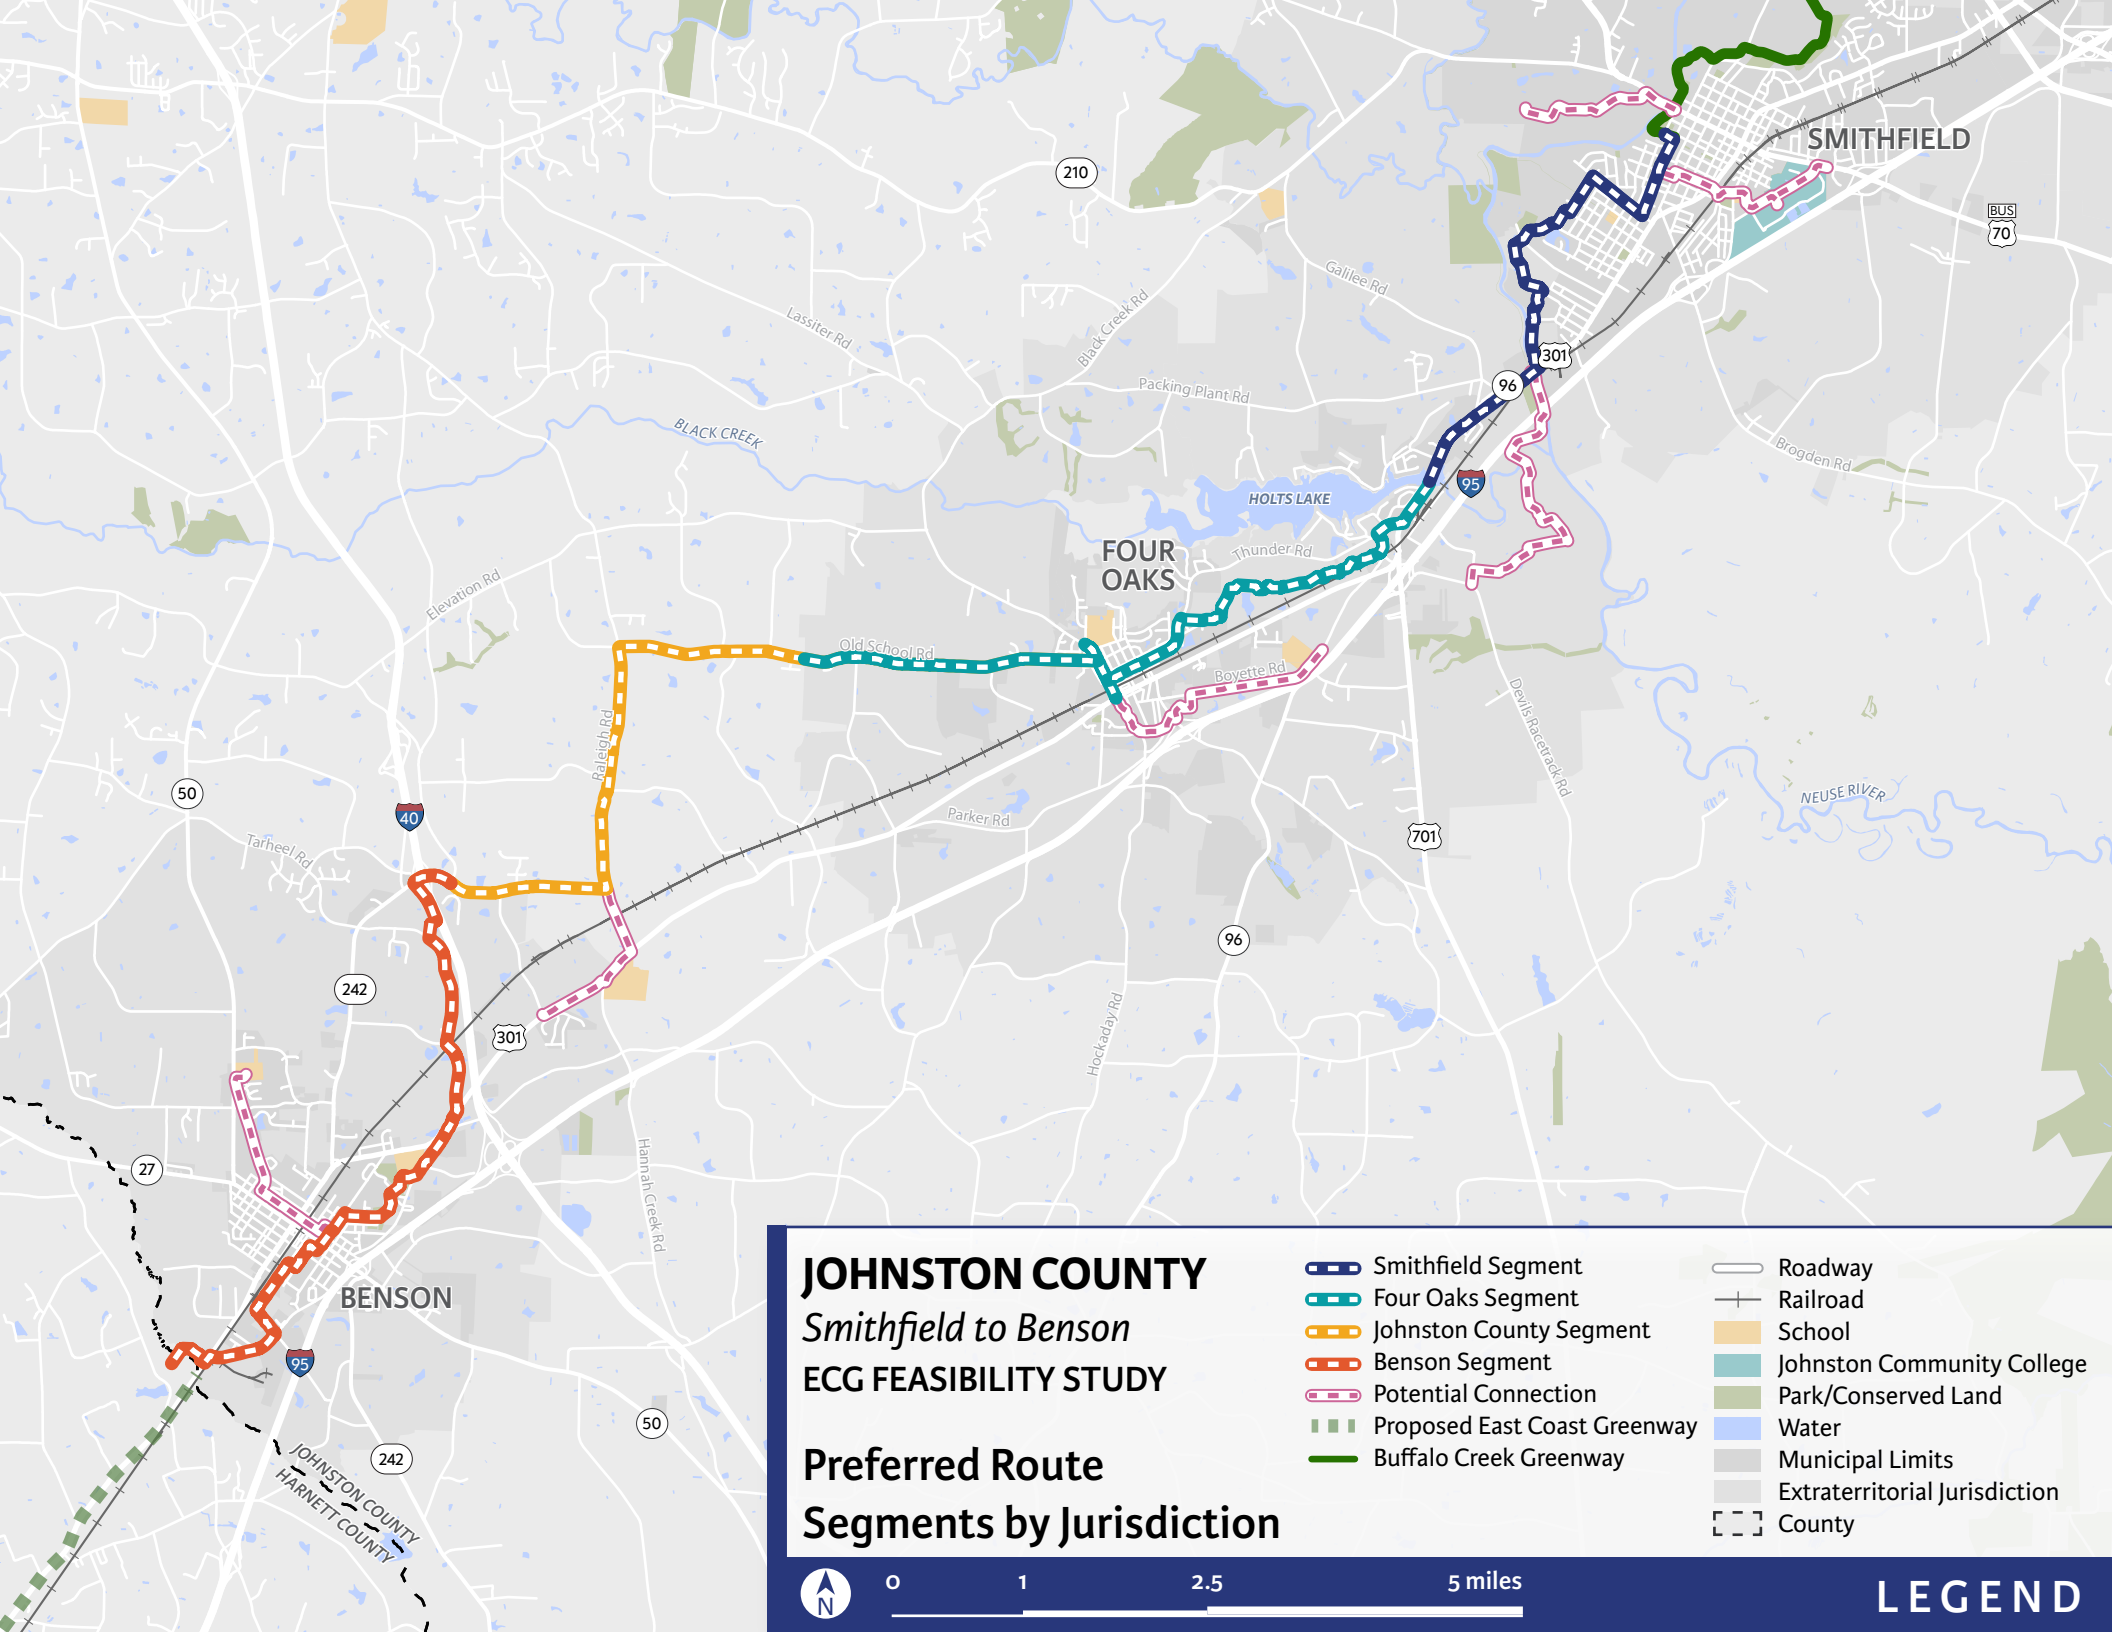 SMITHFIELD
210
BUS
70
Galilee Rd
Black Creek Rd
Lassiter Rd
301
96
Packing Plant Rd
BLACK CREEK
Brogden Rd
95
HOLTS LAKE
FOUR
OAKS
Thunder Rd
Elevation Rd
Old School Rd
Boyette Rd
Devils Racetrack Rd
Raleigh Rd
50
40
NEUSE RIVER
Parker Rd
701
Tarheel Rd
96
242
301
Hockaday Rd
27
Hannah Creek Rd
BENSON
95
50
242
JOHNSTON COUNTY
HARNETT COUNTY
JOHNSTON COUNTY
Smithfield to Benson
ECG FEASIBILITY STUDY
Preferred Route
Segments by Jurisdiction
Smithfield Segment
Four Oaks Segment
Johnston County Segment
Benson Segment
Potential Connection
Proposed East Coast Greenway
Buffalo Creek Greenway
Roadway
Railroad
School
Johnston Community College
Park/Conserved Land
Water
Municipal Limits
Extraterritorial Jurisdiction
County
N
0 1 2.5 5 miles
LEGEND